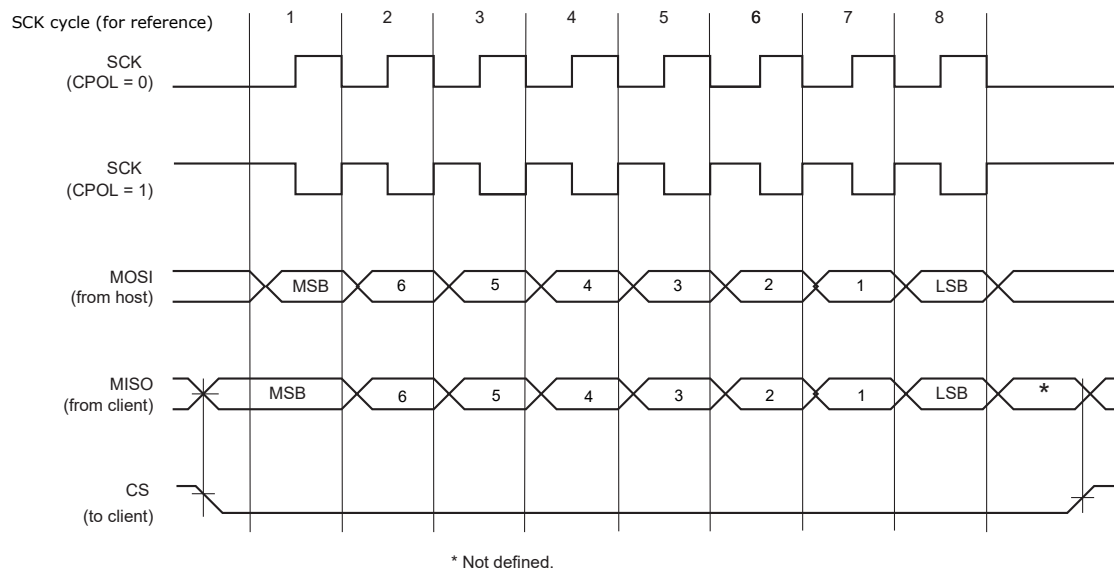 SCK cycle (for reference) 1 2 3 4 5 6 7 8
SCK
(CPOL = 0)
SCK
(CPOL = 1)
MOSI
(from host)
MSB 6 5 4 3 2 1 LSB
MISO
(from client)
MSB 6 5 4 3 2 1 LSB *
CS
(to client)
* Not defined.